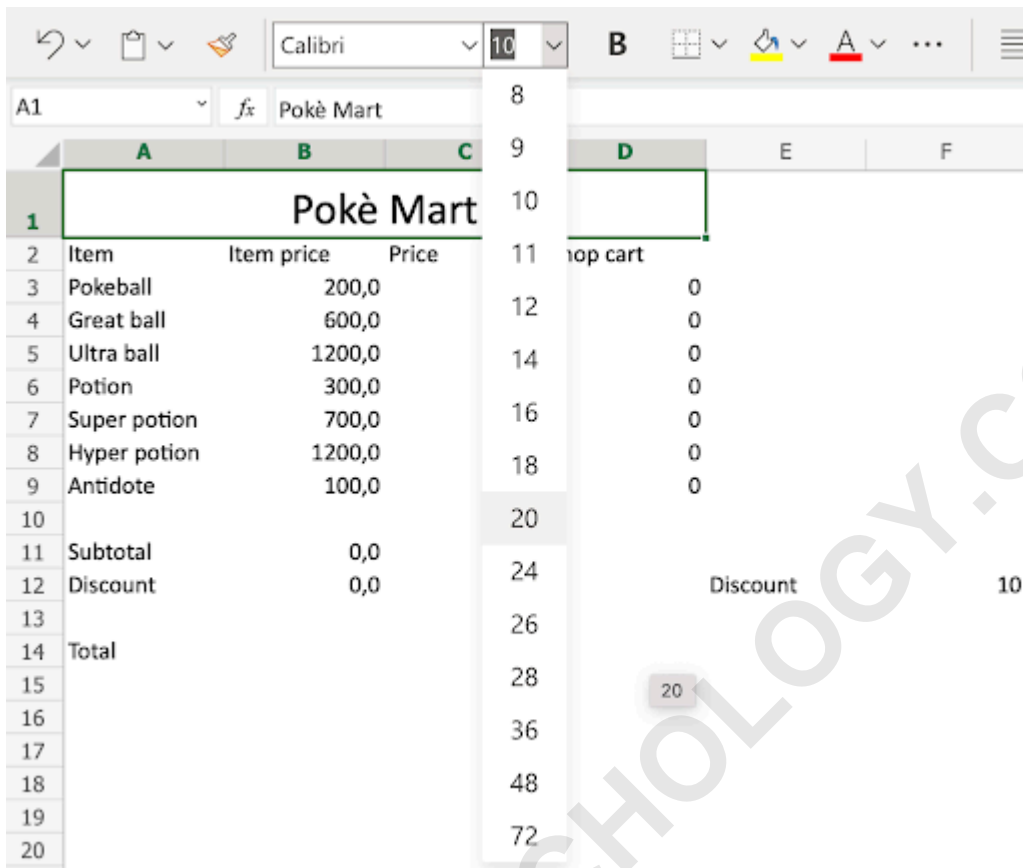 Calibri 10 B A ...
A1 fx Pokè Mart
A B C D E F
1 Pokè Mart
2 Item Item price Price hop cart
3 Pokeball 200,0 0
4 Great ball 600,0 0
5 Ultra ball 1200,0 0
6 Potion 300,0 0
7 Super potion 700,0 0
8 Hyper potion 1200,0 0
9 Antidote 100,0 0
10
11 Subtotal 0,0
12 Discount 0,0 Discount 10
13
14 Total
15
16
17
18
19
20
8
9
10
11
12
14
16
18
20
24
26
28
36
48
72
20
HOLOGY.C